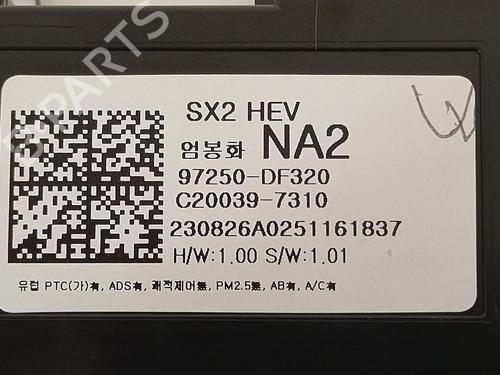 SX2 HEV
엄봉화 NA2
97250-DF320
C20039-7310
230826A0251161837
H/W:1.00 S/W:1.01
유럽 PTC(가)有, ADS有, 쾌적제어無, PM2.5無, AB有, A/C有
B-PARTS